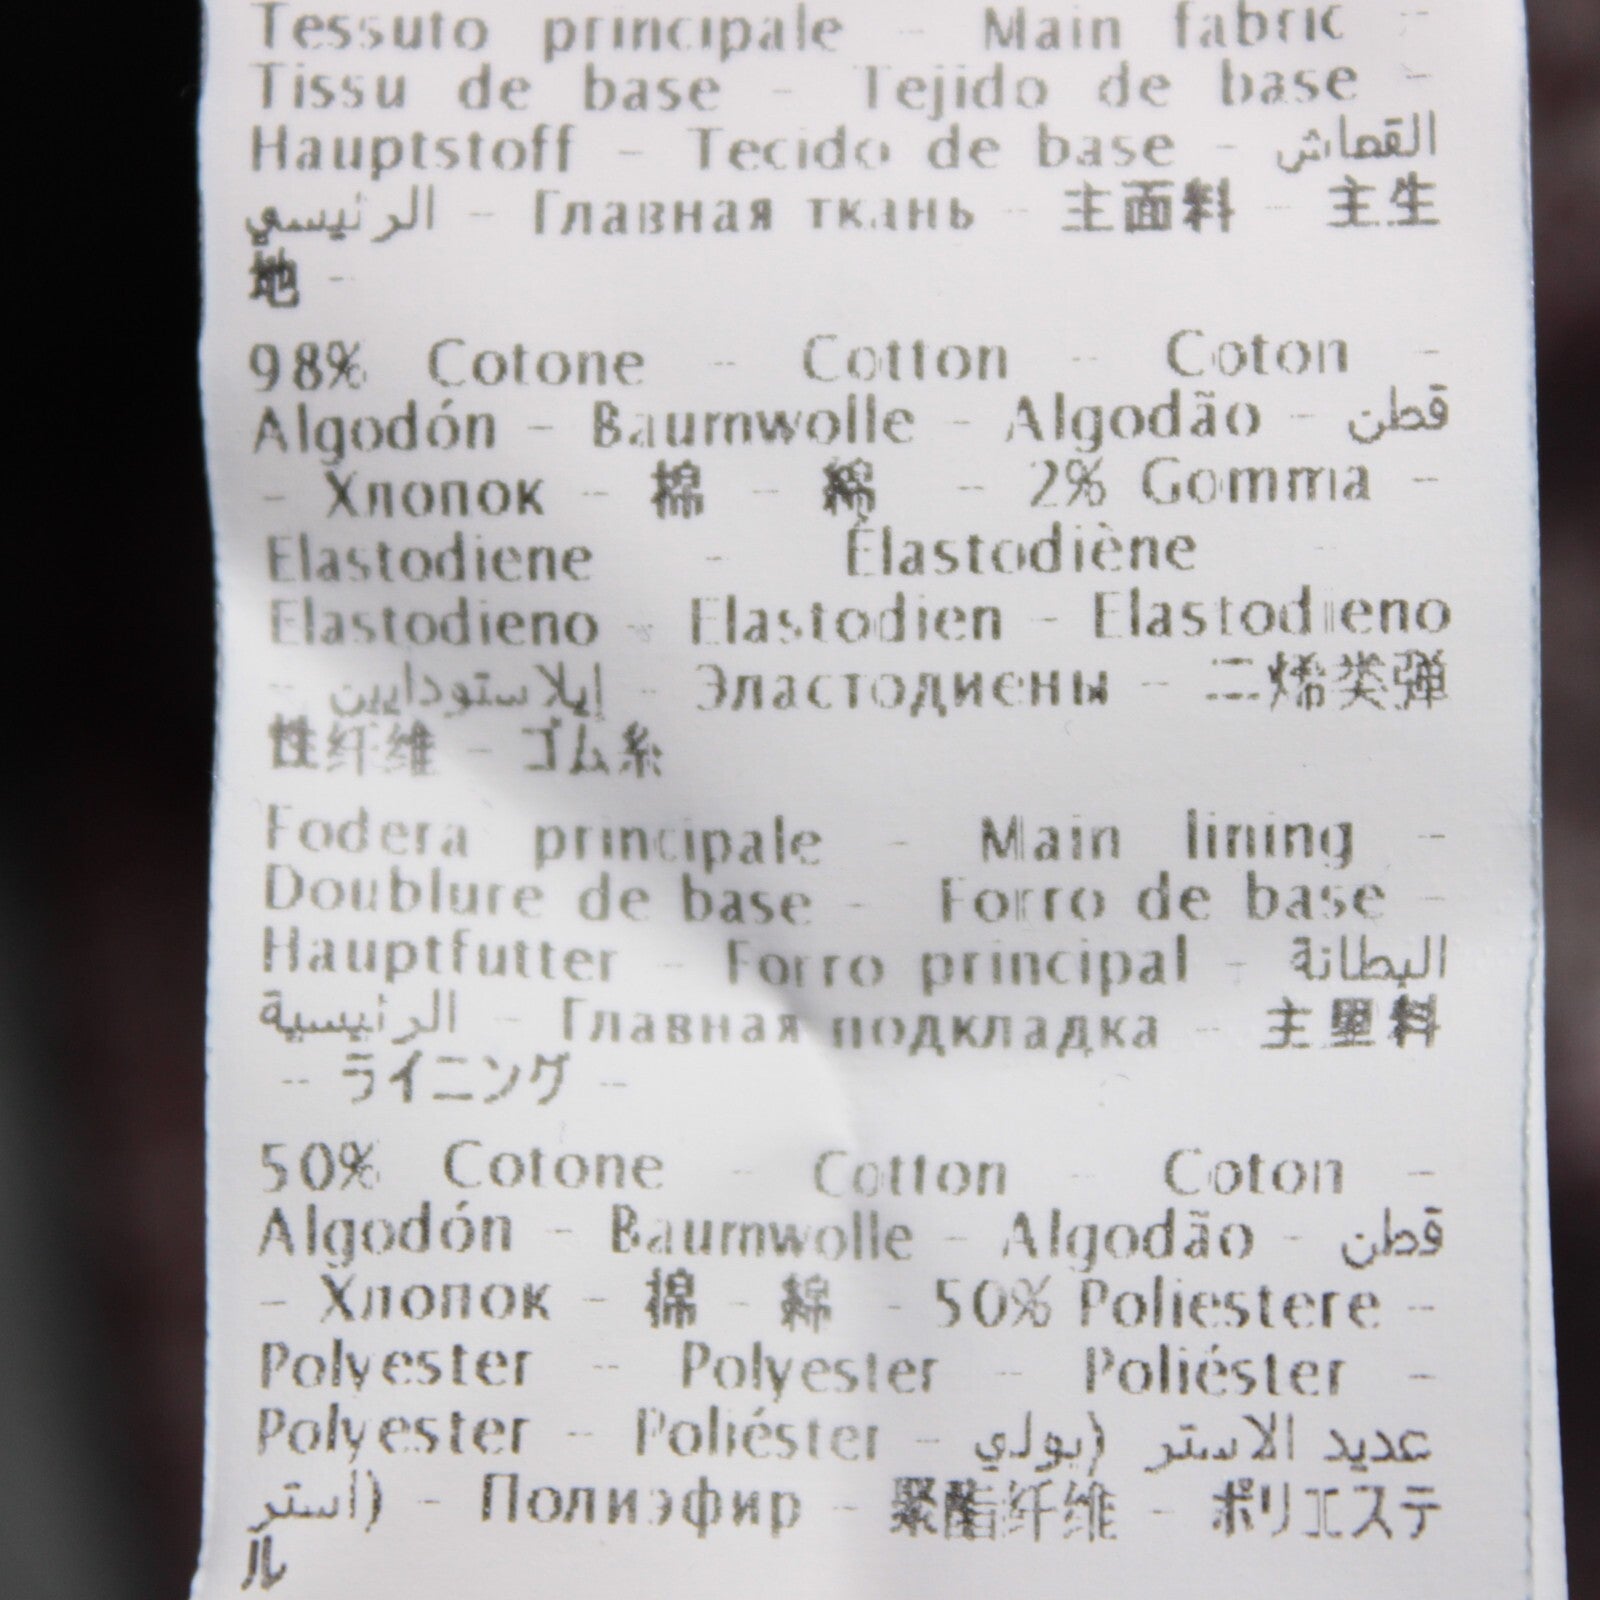 Tessuto principale - Main fabric -
Tissu de base - Tejido de base -
Hauptstoff - Tecido de base - القماش
الرئيسي - Главная ткань - 主面料 - 主生
地 -
98% Cotone - Cotton - Coton -
Algodón - Baumwolle - Algodão - قطن
- Хлопок - 棉 - 綿 - 2% Gomma -
Elastodiene - Élastodiène -
Elastodieno - Elastodien - Elastodieno
- إيلاستودايين - Эластодиены - 二烯类弹
性纤维 - ゴム糸
Fodera principale - Main lining -
Doublure de base - Forro de base -
Hauptfutter - Forro principal - البطانة
الرئيسية - Главная подкладка - 主里料
- ライニング -
50% Cotone - Cotton - Coton -
Algodón - Baumwolle - Algodão - قطن
- Хлопок - 棉 - 綿 - 50% Poliestere -
Polyester - Polyester - Poliéster -
Polyester - Poliéster - عديد الاستر (بولي
استر) - Полиэфир - 聚酯纤维 - ポリエステ
ル